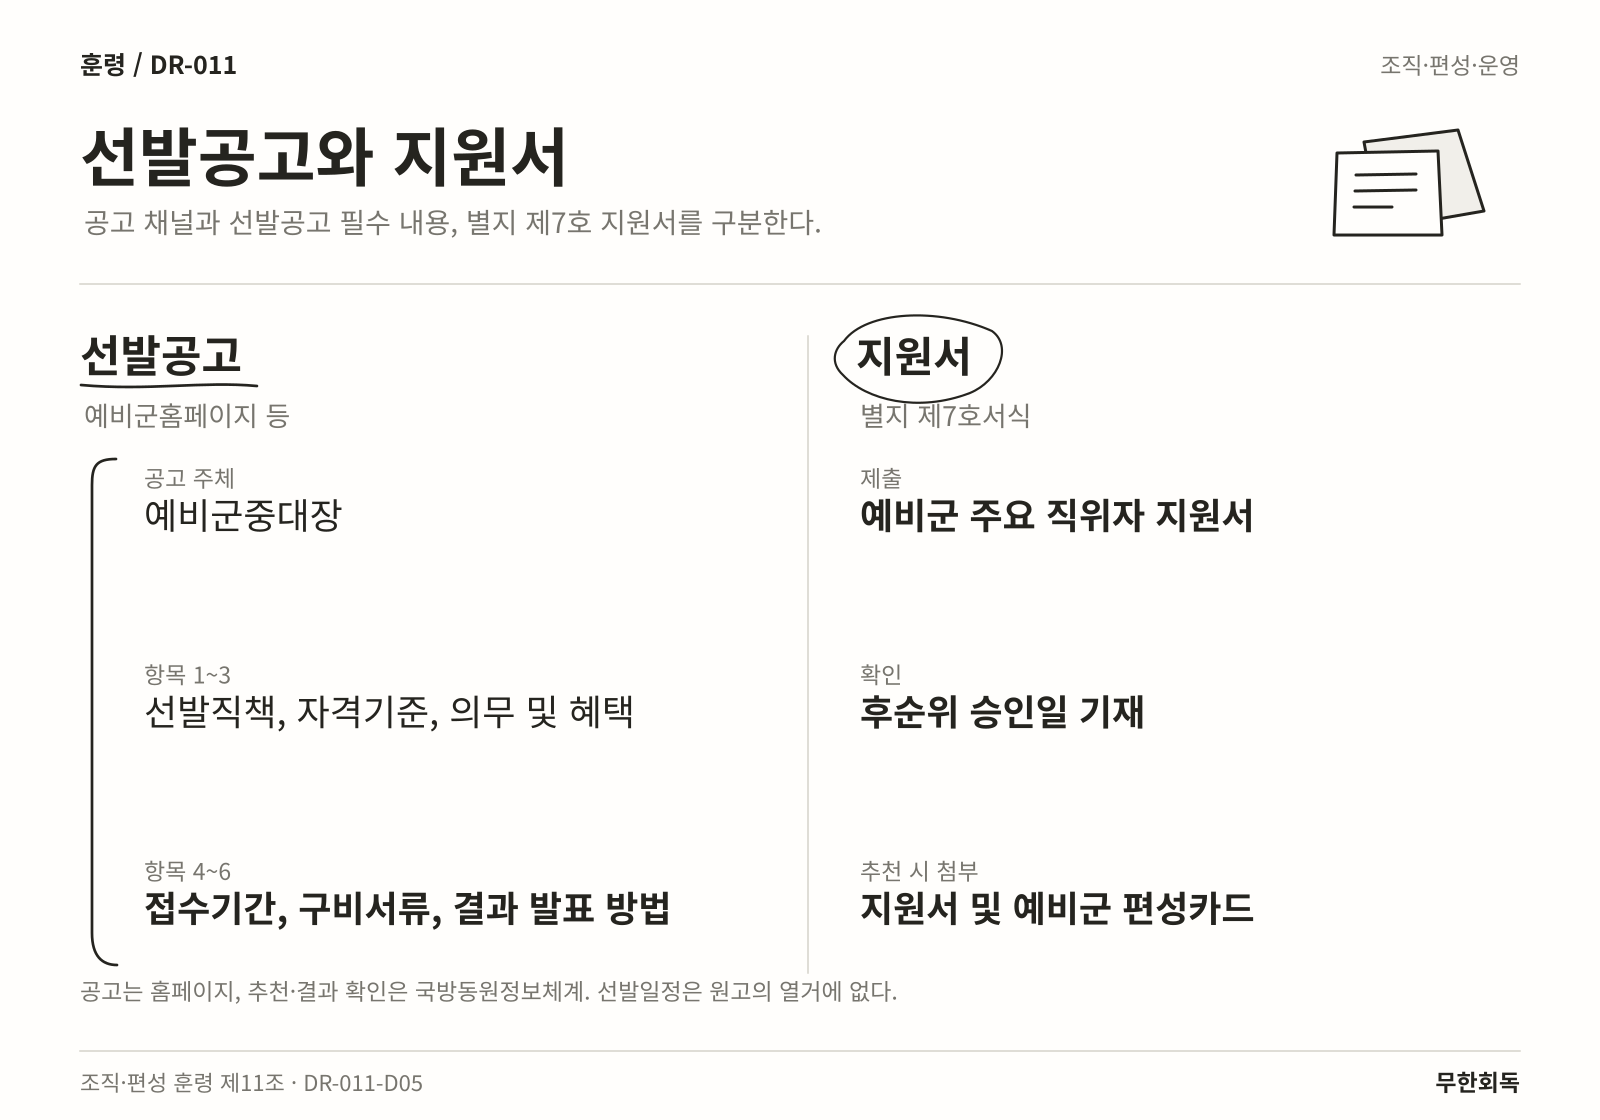 훈령 / DR-011
조직·편성·운영
선발공고와 지원서
공고 채널과 선발공고 필수 내용, 별지 제7호 지원서를 구분한다.
선발공고
예비군홈페이지 등
공고 주체
예비군중대장
항목 1~3
선발직책, 자격기준, 의무 및 혜택
항목 4~6
접수기간, 구비서류, 결과 발표 방법
지원서
별지 제7호서식
제출
예비군 주요 직위자 지원서
확인
후순위 승인일 기재
추천 시 첨부
지원서 및 예비군 편성카드
공고는 홈페이지, 추천·결과 확인은 국방동원정보체계. 선발일정은 원고의 열거에 없다.
조직·편성 훈령 제11조 · DR-011-D05
무한회독